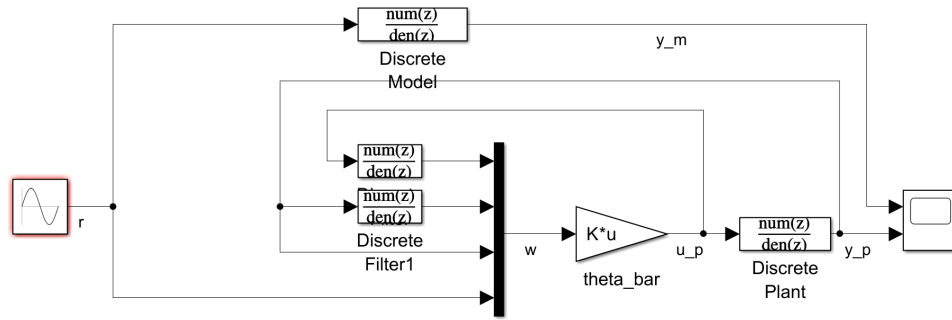 num(z)
den(z)
Discrete
Model
y_m
num(z)
den(z)
num(z)
den(z)
Discrete
Filter1
r
w
K*u
theta_bar
u_p
num(z)
den(z)
Discrete
Plant
y_p